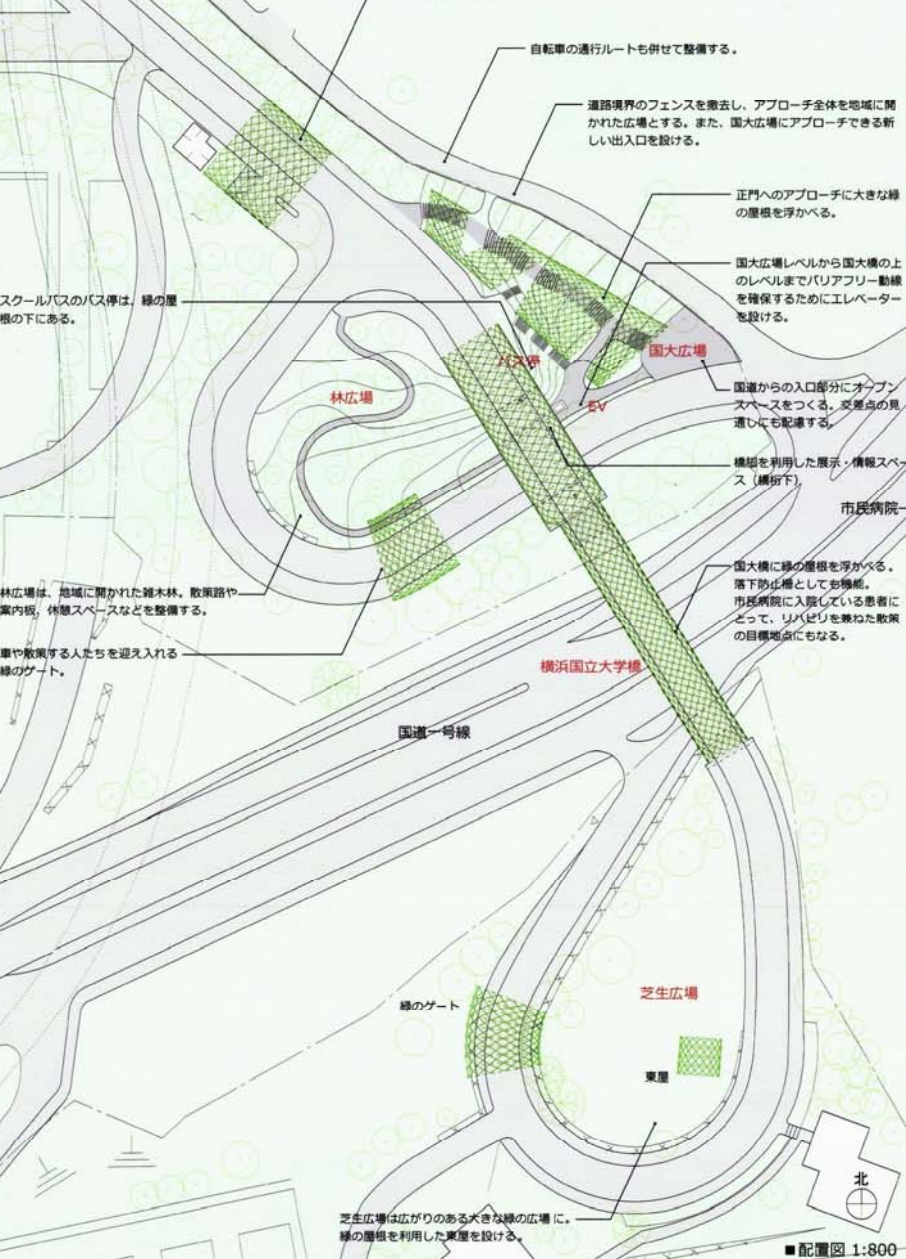 自転車の通行ルートも併せて整備する。
道路境界のフェンスを撤去し、アプローチ全体を地域に開
かれた広場とする。また、国大広場にアプローチできる新
しい出入口を設ける。
正門へのアプローチに大きな緑
の屋根を浮かべる。
国大広場レベルから国大橋の上
のレベルまでバリアフリー動線
を確保するためにエレベーター
を設ける。
スクールバスのバス停は、緑の屋
根の下にある。
バス停
国大広場
林広場
EV
国道からの入口部分にオープン
スペースをつくる。交差点の見
通しにも配慮する。
橋脚を利用した展示・情報スペー
ス（橋桁下）
市民病院
国大橋に緑の屋根を浮かべる。
落下防止柵としても機能。
市民病院に入院している患者に
とって、リハビリを兼ねた散策
の目標地点にもなる。
林広場は、地域に開かれた雑木林。散策路や
案内板、休憩スペースなどを整備する。
車や散策する人たちを迎え入れる
緑のゲート。
横浜国立大学橋
国道一号線
芝生広場
緑のゲート
東屋
北
芝生広場は広がりのある大きな緑の広場に。
緑の屋根を利用した東屋を設ける。
■配置図 1:800